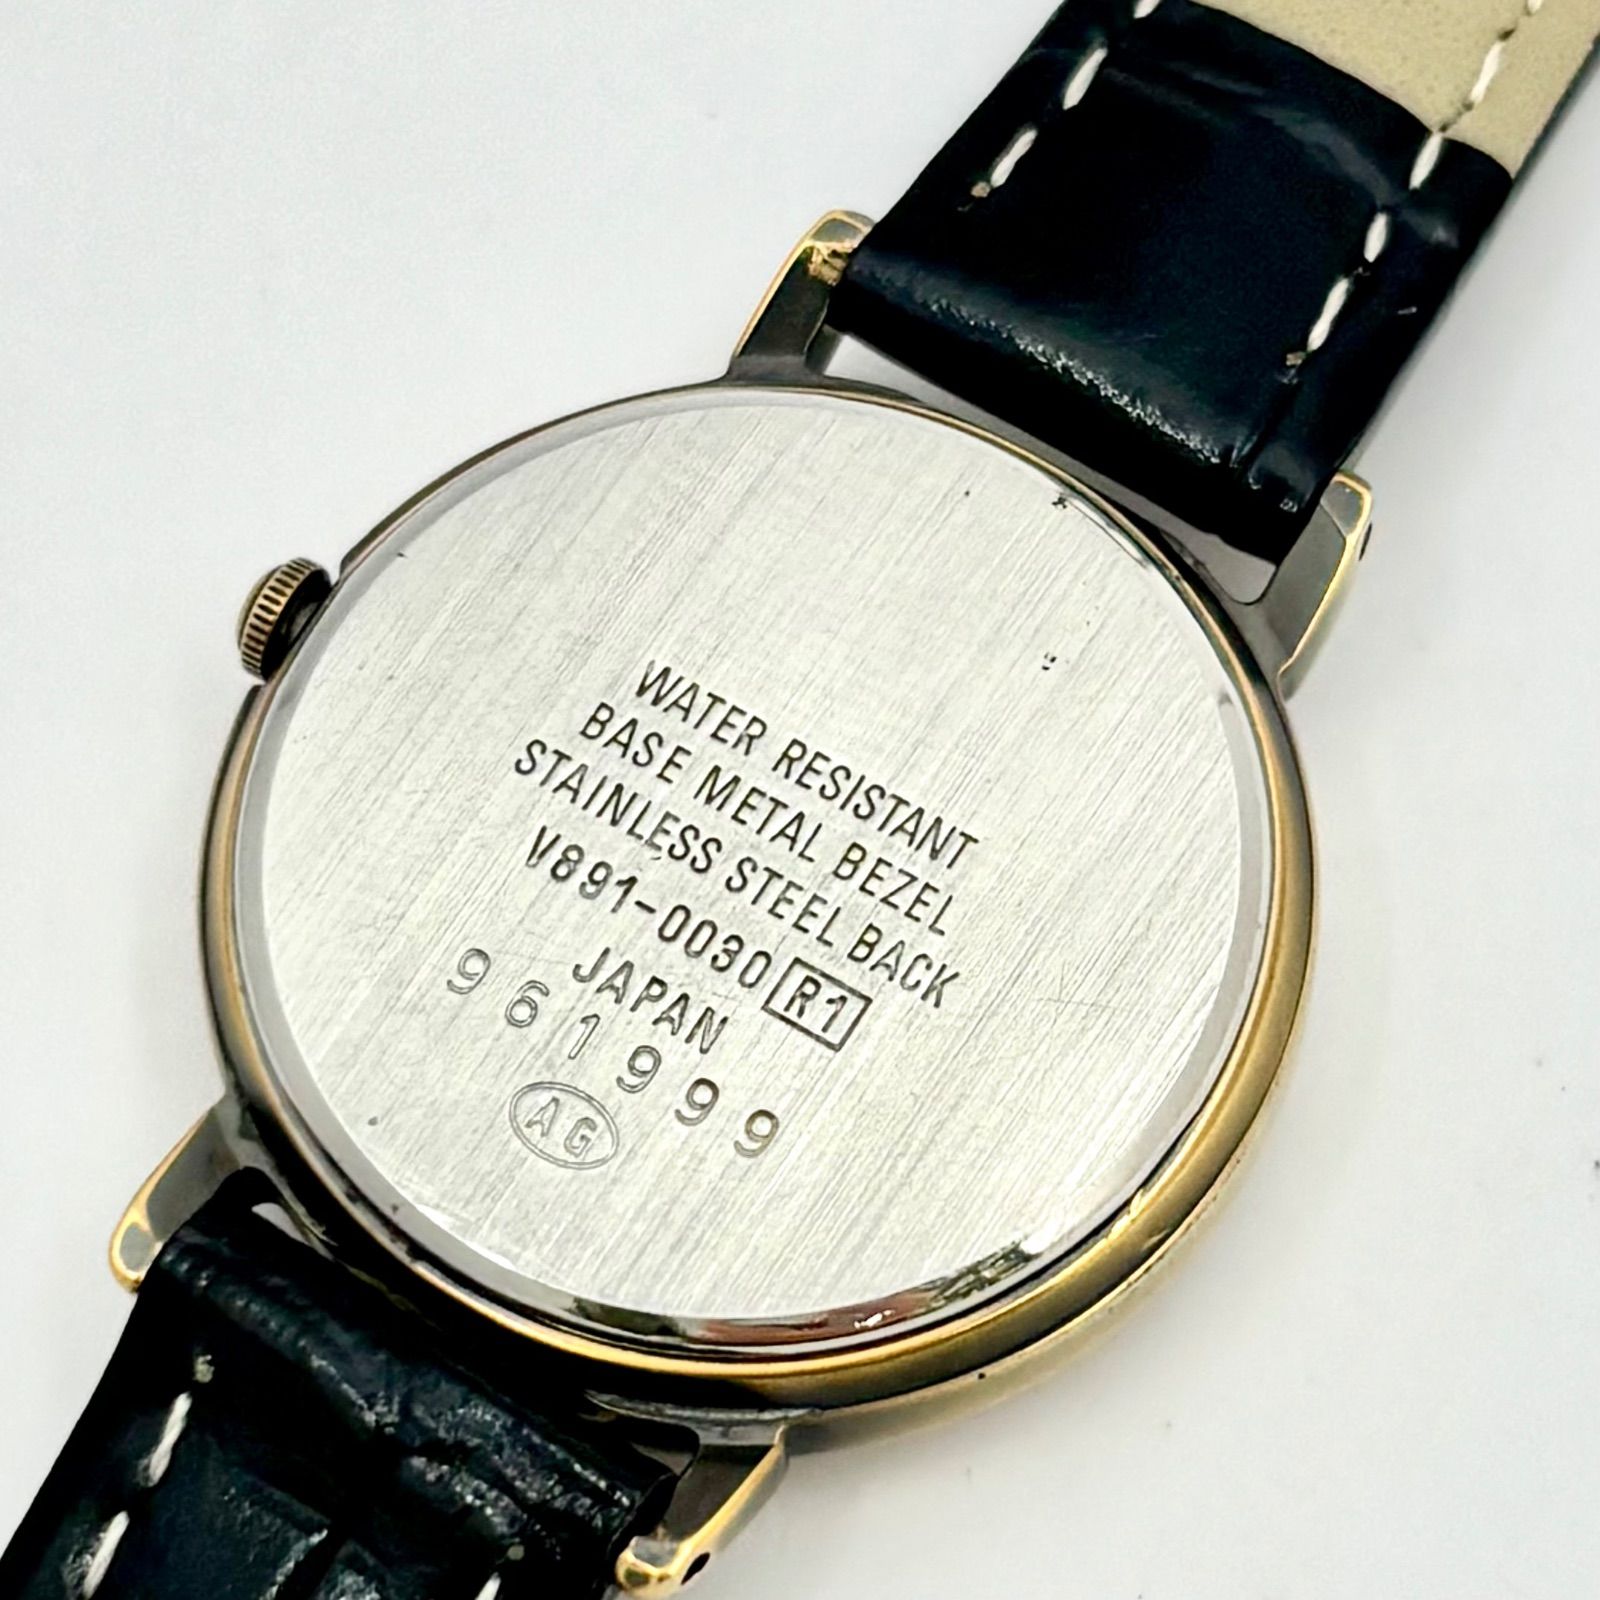 WATER RESISTANT
BASE METAL BEZEL
STAINLESS STEEL BACK
V891-0030 R1
JAPAN
961999
AG